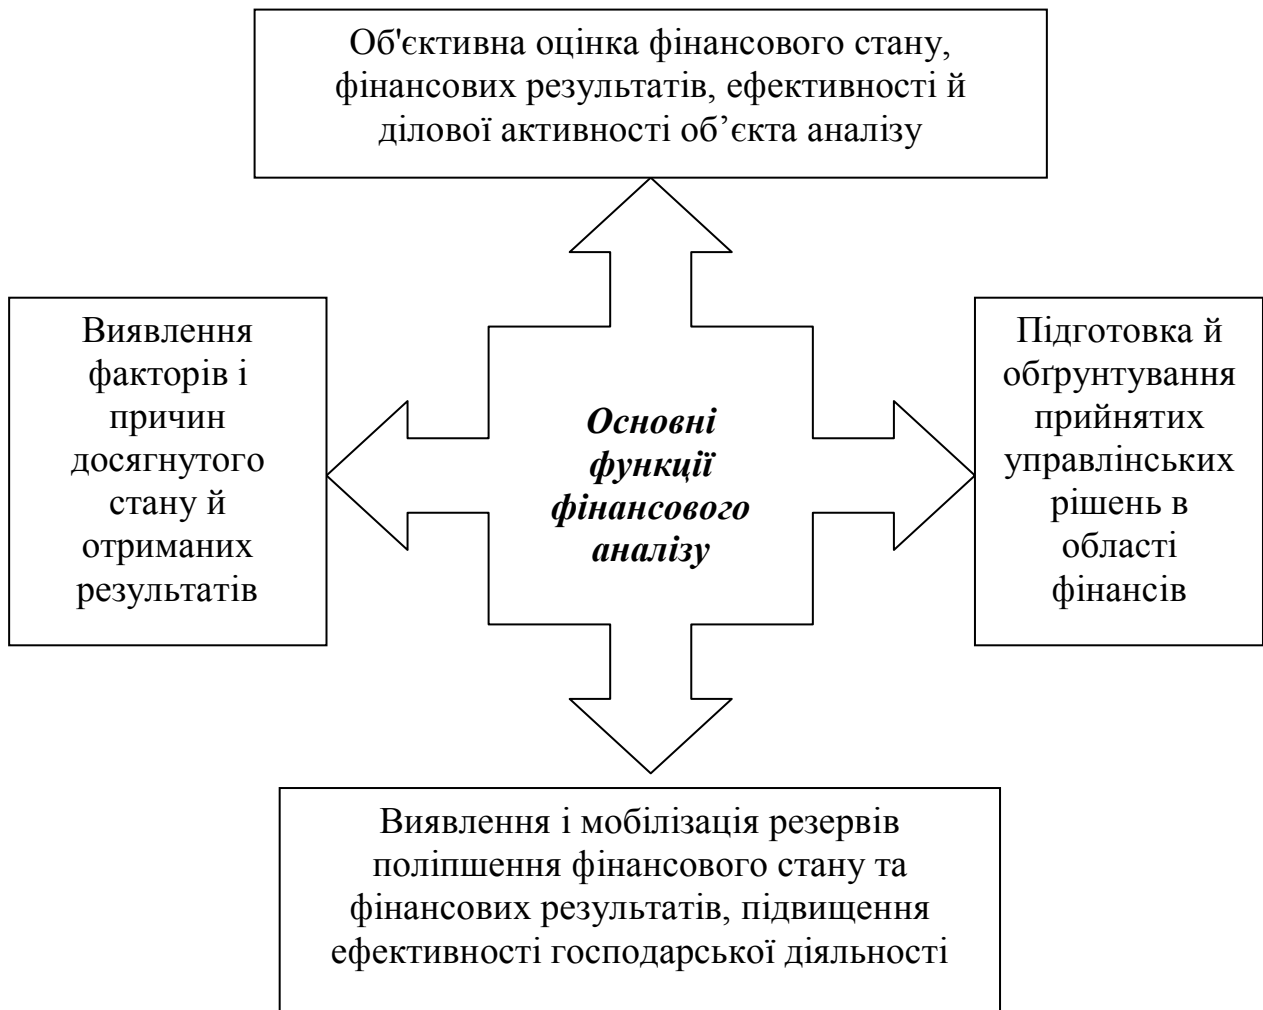 Об'єктивна оцінка фінансового стану,
фінансових результатів, ефективності й
ділової активності об’єкта аналізу
Виявлення
факторів і
причин
досягнутого
стану й
отриманих
результатів
Основні
функції
фінансового
аналізу
Підготовка й
обґрунтування
прийнятих
управлінських
рішень в
області
фінансів
Виявлення і мобілізація резервів
поліпшення фінансового стану та
фінансових результатів, підвищення
ефективності господарської діяльності